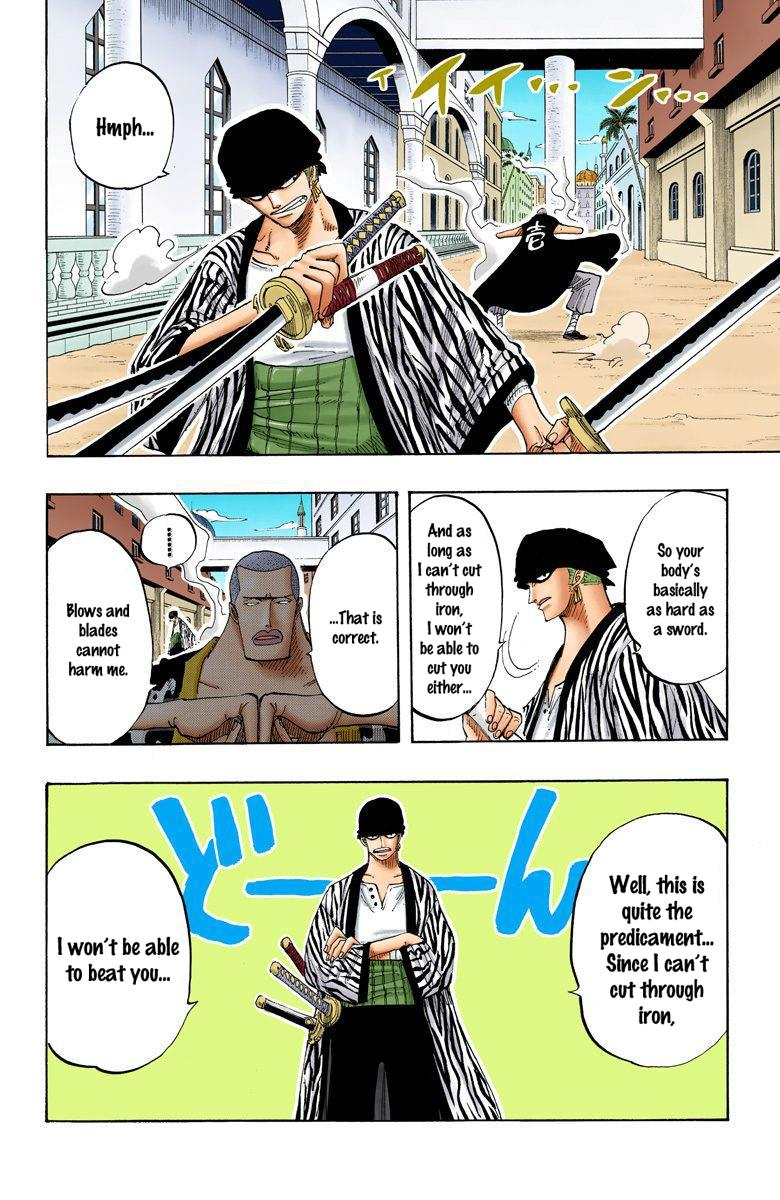 イイイ…ン…
Hmph...
壱
So your
body's
basically
as hard as
a sword.
And as
long as
I can't cut
through
iron,
I won't
be able to
cut you
either...
...That is
correct.
......
Blows and
blades
cannot
harm me.
どーーん
Well, this is
quite the
predicament...
Since I can't
cut through
iron,
I won't be able
to beat you...